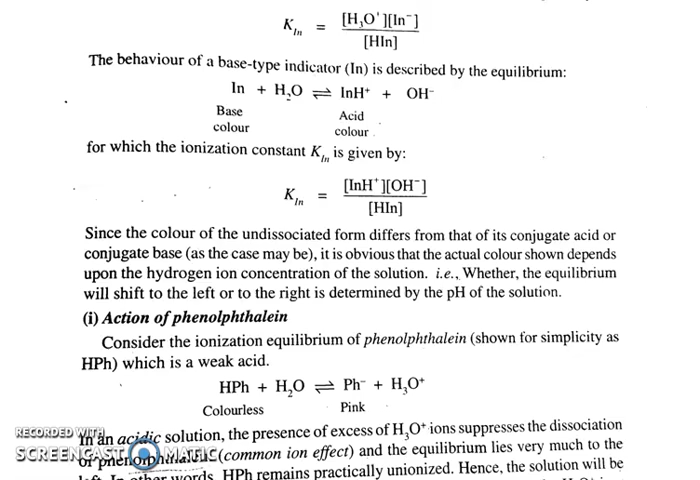 K_In = [H₃O⁺][In⁻] / [HIn]
The behaviour of a base-type indicator (In) is described by the equilibrium:
In + H₂O ⇌ InH⁺ + OH⁻
Base Acid
colour colour
for which the ionization constant K_In is given by:
K_In = [InH⁺][OH⁻] / [HIn]
Since the colour of the undissociated form differs from that of its conjugate acid or
conjugate base (as the case may be), it is obvious that the actual colour shown depends
upon the hydrogen ion concentration of the solution. i.e., Whether, the equilibrium
will shift to the left or to the right is determined by the pH of the solution.
(i) Action of phenolphthalein
Consider the ionization equilibrium of phenolphthalein (shown for simplicity as
HPh) which is a weak acid.
HPh + H₂O ⇌ Ph⁻ + H₃O⁺
Colourless Pink
RECORDED WITH
In an acidic solution, the presence of excess of H₃O⁺ ions suppresses the dissociation
SCREENCAST MATIC
of (common ion effect) and the equilibrium lies very much to the
left. In other words, HPh remains practically unionized. Hence, the solution will be